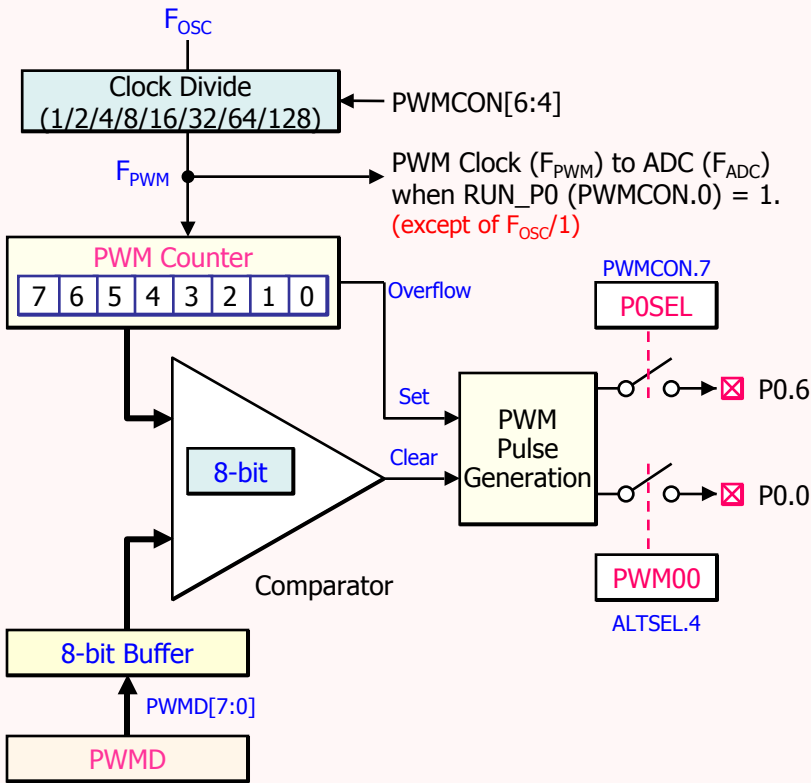 FOSC
Clock Divide
(1/2/4/8/16/32/64/128)
PWMCON[6:4]
FPWM
PWM Clock (FPWM) to ADC (FADC)
when RUN_P0 (PWMCON.0) = 1.
(except of FOSC/1)
PWM Counter
7 6 5 4 3 2 1 0
Overflow
PWMCON.7
P0SEL
Set
Clear
PWM
Pulse
Generation
P0.6
P0.0
8-bit
Comparator
PWM00
ALTSEL.4
8-bit Buffer
PWMD[7:0]
PWMD